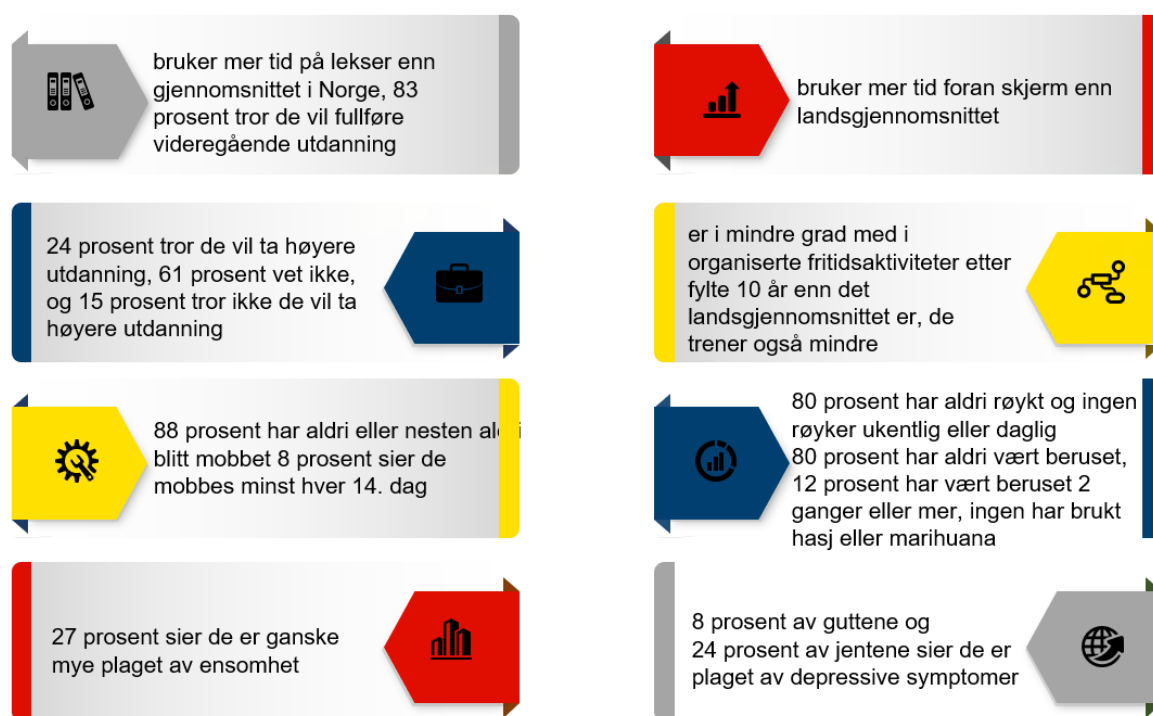 bruker mer tid på lekser enn
gjennomsnittet i Norge, 83
prosent tror de vil fullføre
videregående utdanning
bruker mer tid foran skjerm enn
landsgjennomsnittet
24 prosent tror de vil ta høyere
utdanning, 61 prosent vet ikke,
og 15 prosent tror ikke de vil ta
høyere utdanning
er i mindre grad med i
organiserte fritidsaktiviteter etter
fylte 10 år enn det
landsgjennomsnittet er, de
trener også mindre
88 prosent har aldri eller nesten
blitt mobbet 8 prosent sier de
mobbes minst hver 14. dag
80 prosent har aldri røykt og ingen
røyker ukentlig eller daglig
80 prosent har aldri vært beruset,
12 prosent har vært beruset 2
ganger eller mer, ingen har brukt
hasj eller marihuana
27 prosent sier de er ganske
mye plaget av ensomhet
8 prosent av guttene og
24 prosent av jentene sier de er
plaget av depressive symptomer